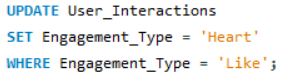 UPDATE User_Interactions
SET Engagement_Type = 'Heart'
WHERE Engagement_Type = 'Like';